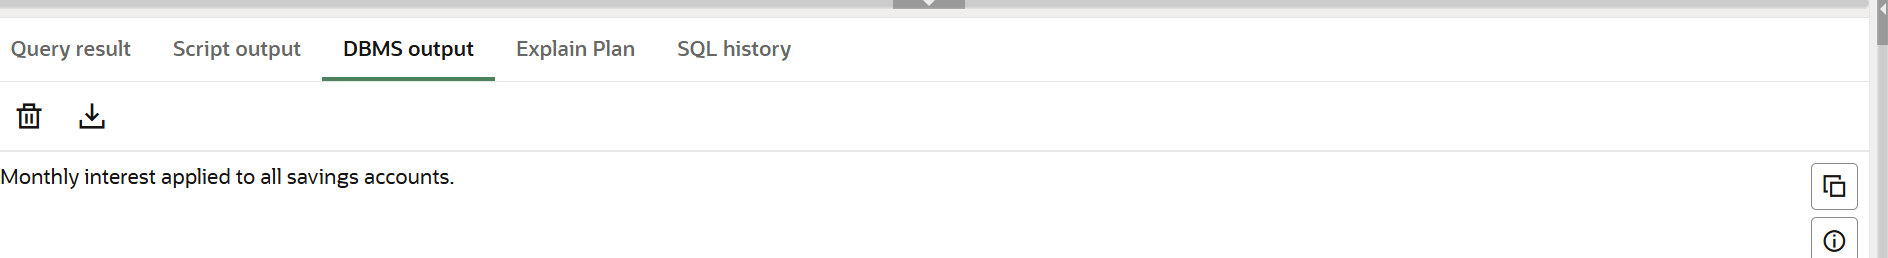 Query result Script output DBMS output Explain Plan SQL history
Monthly interest applied to all savings accounts.